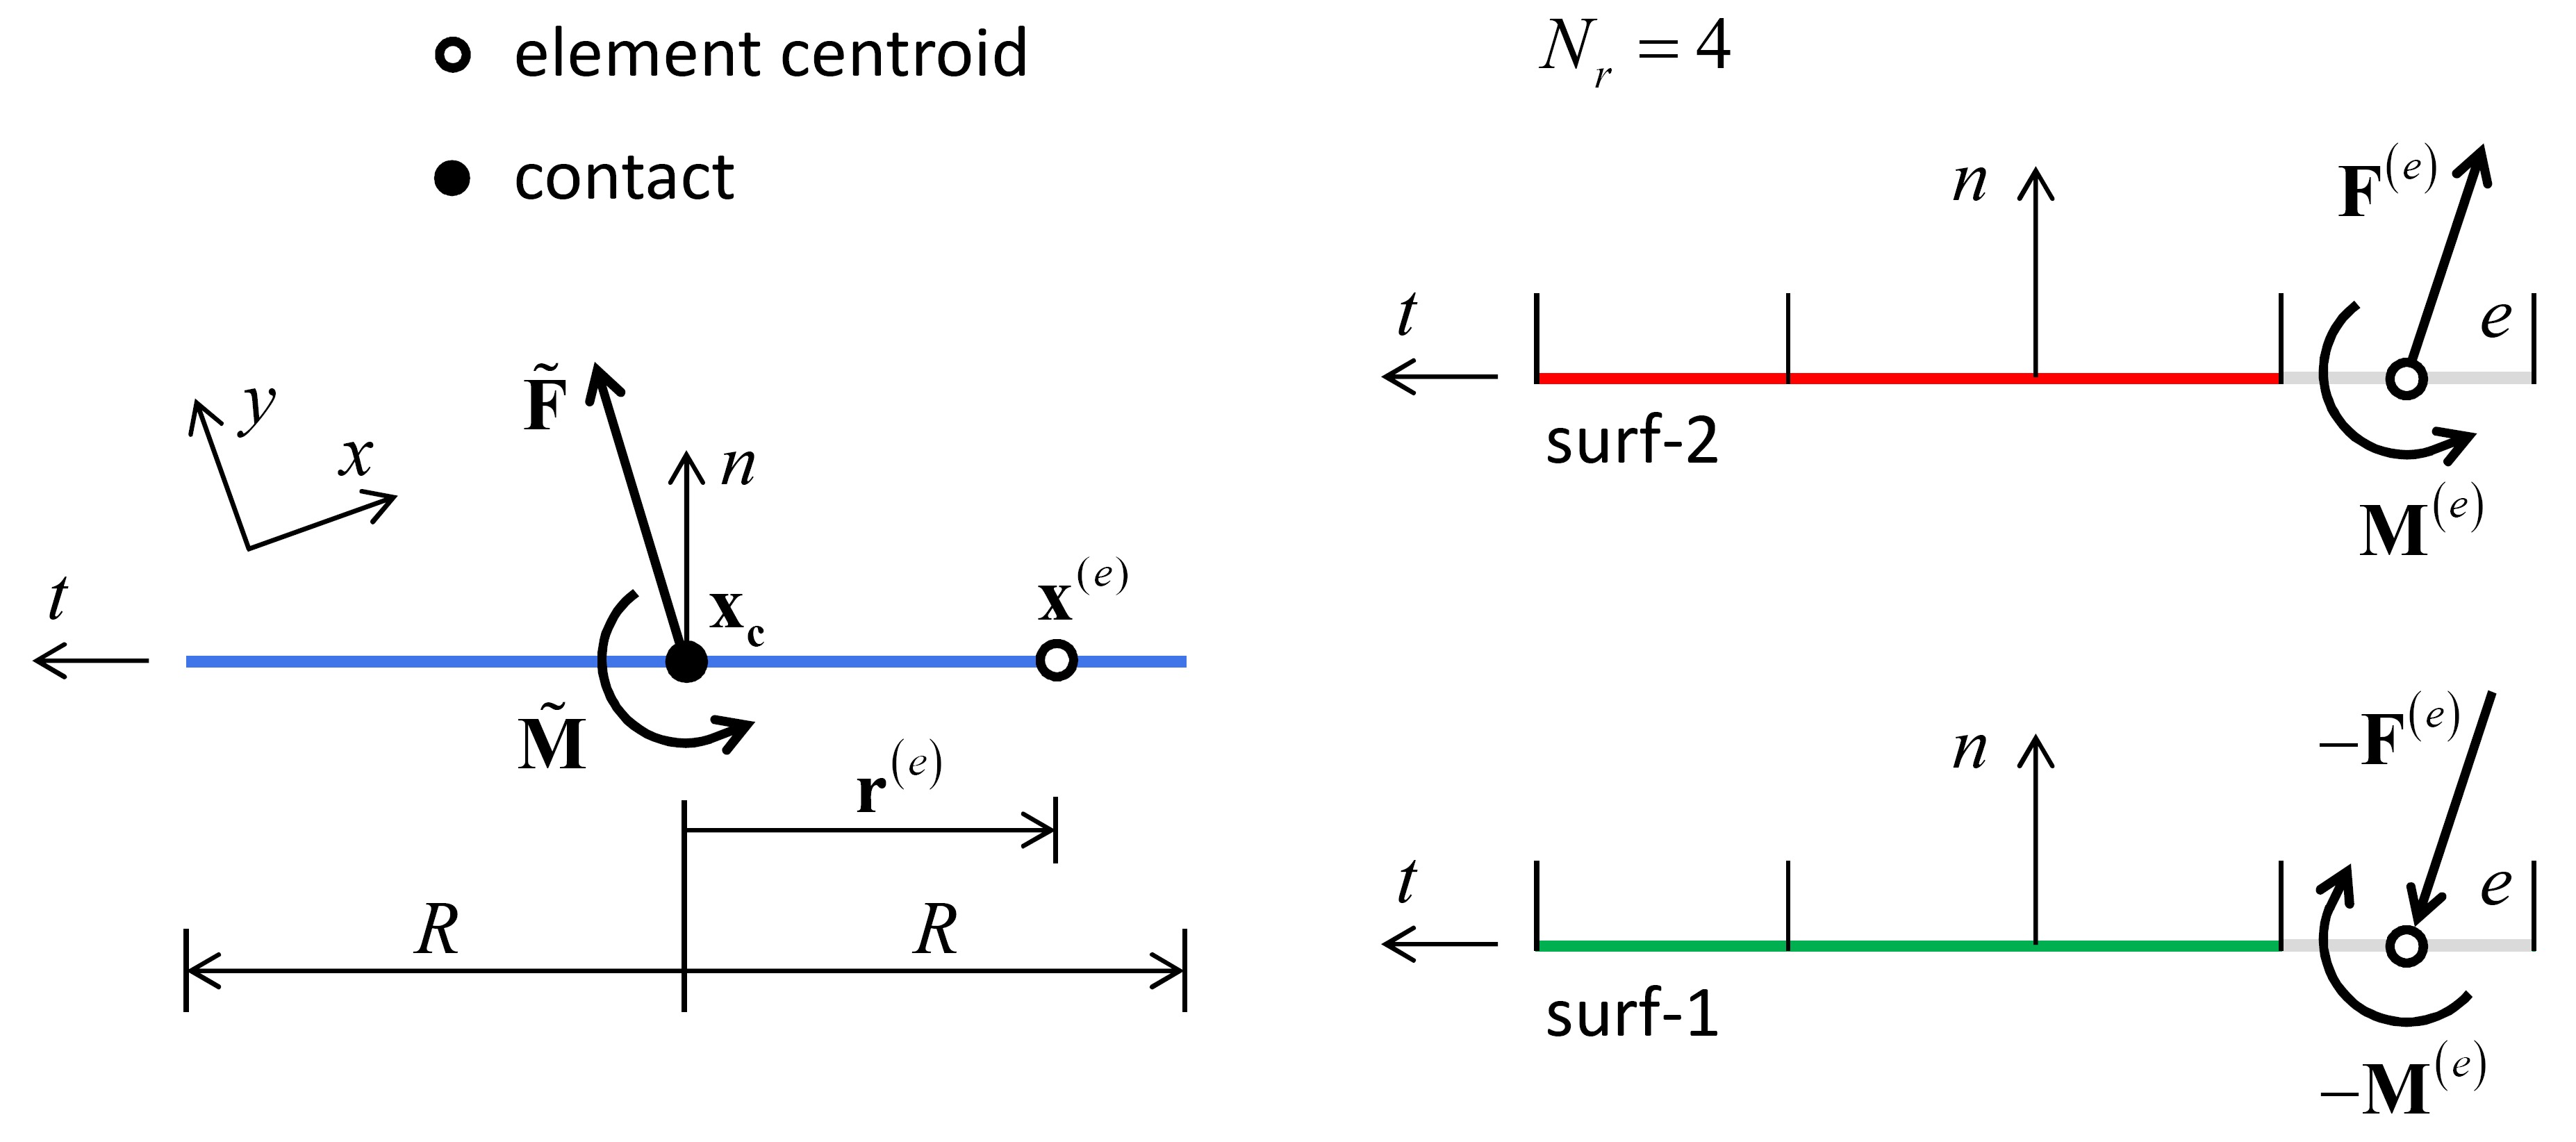 element centroid
contact
y
x
F̃
n
t
x_c
x^(e)
M̃
r^(e)
R
R
N_r = 4
n
F^(e)
t
e
surf-2
M^(e)
n
−F^(e)
t
e
surf-1
−M^(e)